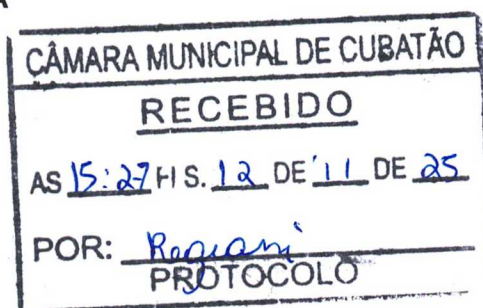 CÂMARA MUNICIPAL DE CUBATÃO
RECEBIDO
AS 15:27 HS. 12 DE 11 DE 25
POR: Regiani
PROTOCOLO